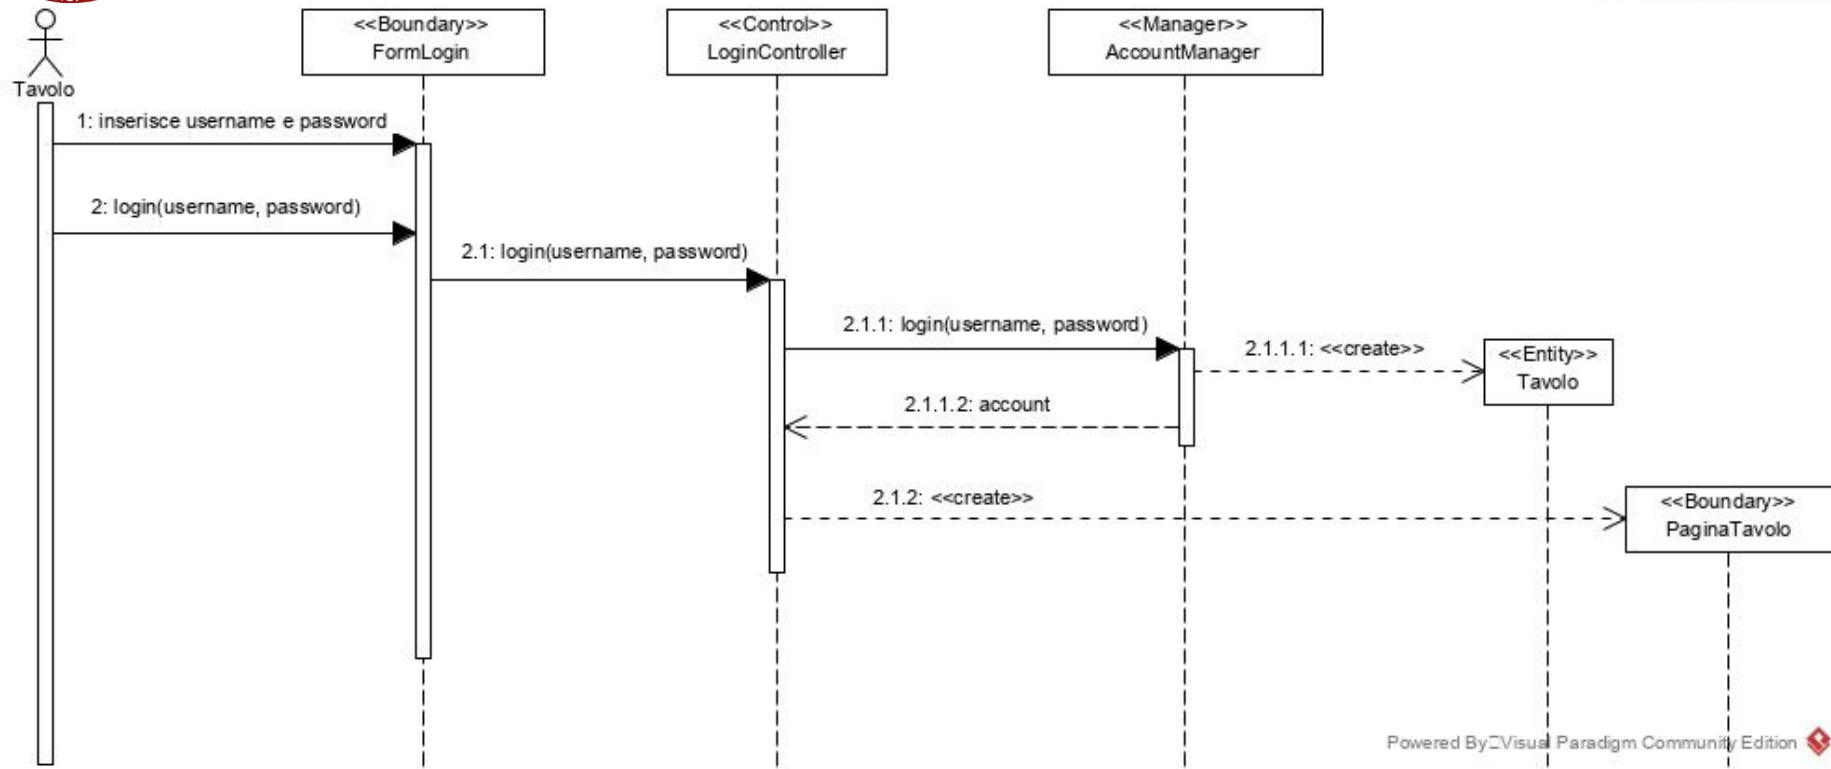 <<Boundary>>
FormLogin
<<Control>>
LoginController
<<Manager>>
AccountManager
Tavolo
1: inserisce username e password
2: login(username, password)
2.1: login(username, password)
2.1.1: login(username, password)
2.1.1.1: <<create>>
<<Entity>>
Tavolo
2.1.1.2: account
2.1.2: <<create>>
<<Boundary>>
PaginaTavolo
Powered By Visual Paradigm Community Edition